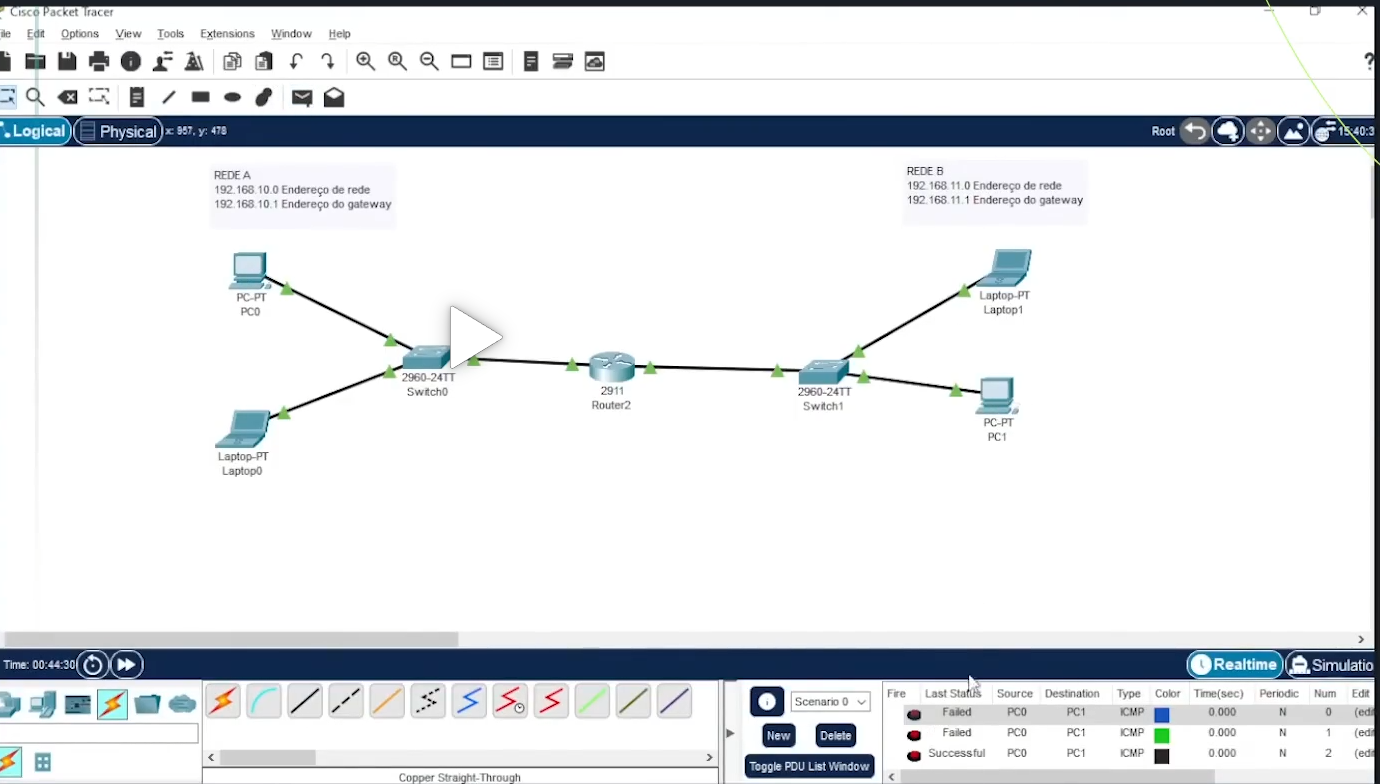 Cisco Packet Tracer
ile Edit Options View Tools Extensions Window Help
?
Logical Physical x: 957, y: 478 Root 15:40:3
REDE A
192.168.10.0 Endereço de rede
192.168.10.1 Endereço do gateway
REDE B
192.168.11.0 Endereço de rede
192.168.11.1 Endereço do gateway
PC-PT
PC0
Laptop-PT
Laptop1
2960-24TT
Switch0
2911
Router2
2960-24TT
Switch1
PC-PT
PC1
Laptop-PT
Laptop0
Time: 00:44:30 Realtime Simulatio
Scenario 0
New Delete
Toggle PDU List Window
Fire Last Status Source Destination Type Color Time(sec) Periodic Num Edit
Failed PC0 PC1 ICMP 0.000 N 0 (edi
Failed PC0 PC1 ICMP 0.000 N 1 (edi
Successful PC0 PC1 ICMP 0.000 N 2 (edi
Copper Straight-Through